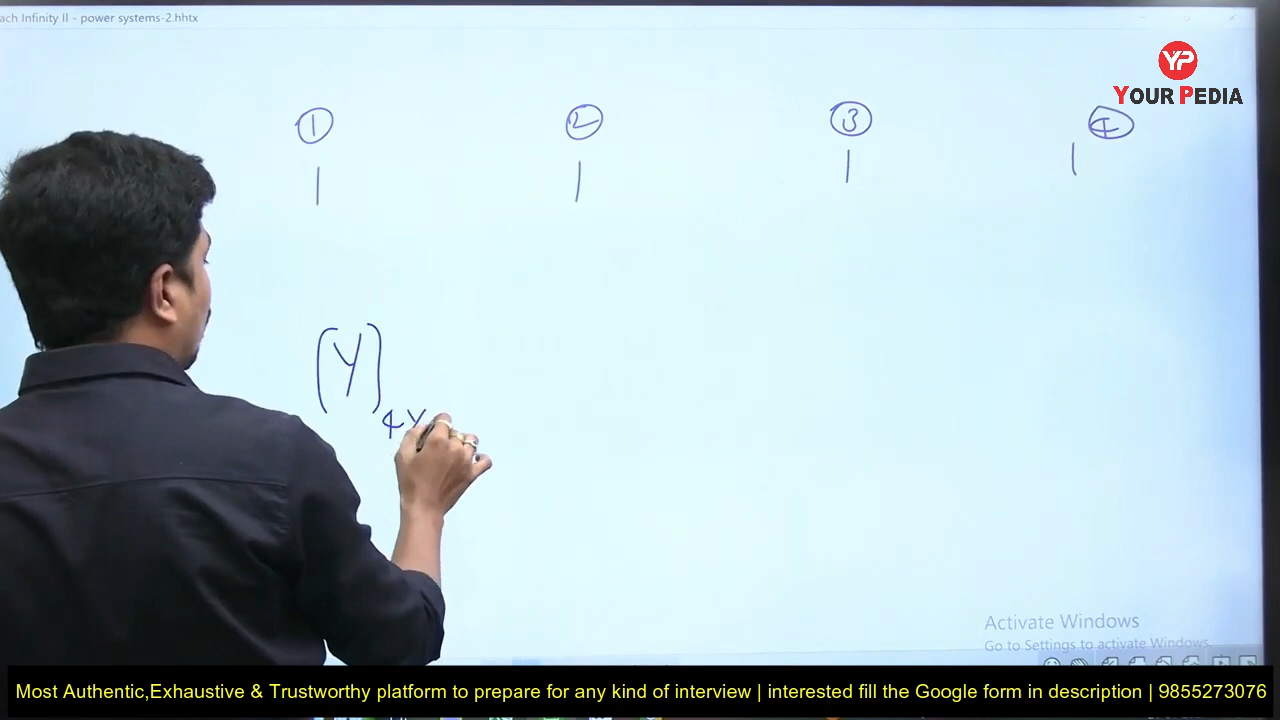 ach Infinity II - power systems-2.hhtx
YP
YOUR PEDIA
1 2 3 4
[Y]
4x
Activate Windows
Go to Settings to activate Windows.
Most Authentic,Exhaustive & Trustworthy platform to prepare for any kind of interview | interested fill the Google form in description | 9855273076